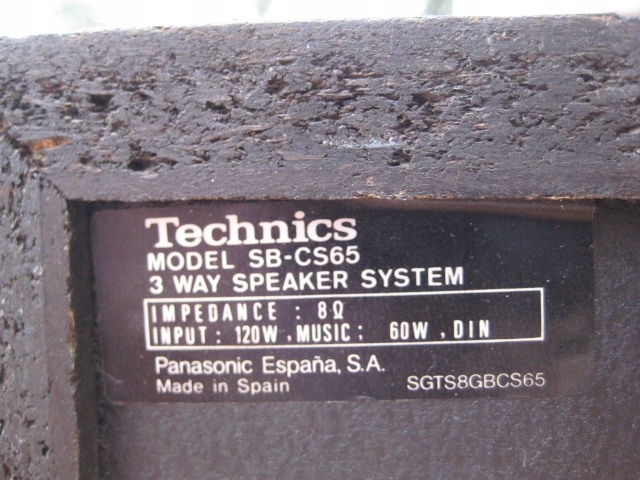 Technics
MODEL SB-CS65
3 WAY SPEAKER SYSTEM
IMPEDANCE : 8Ω
INPUT : 120W , MUSIC ; 60W , DIN
Panasonic España, S.A.
Made in Spain SGTS8GBCS65